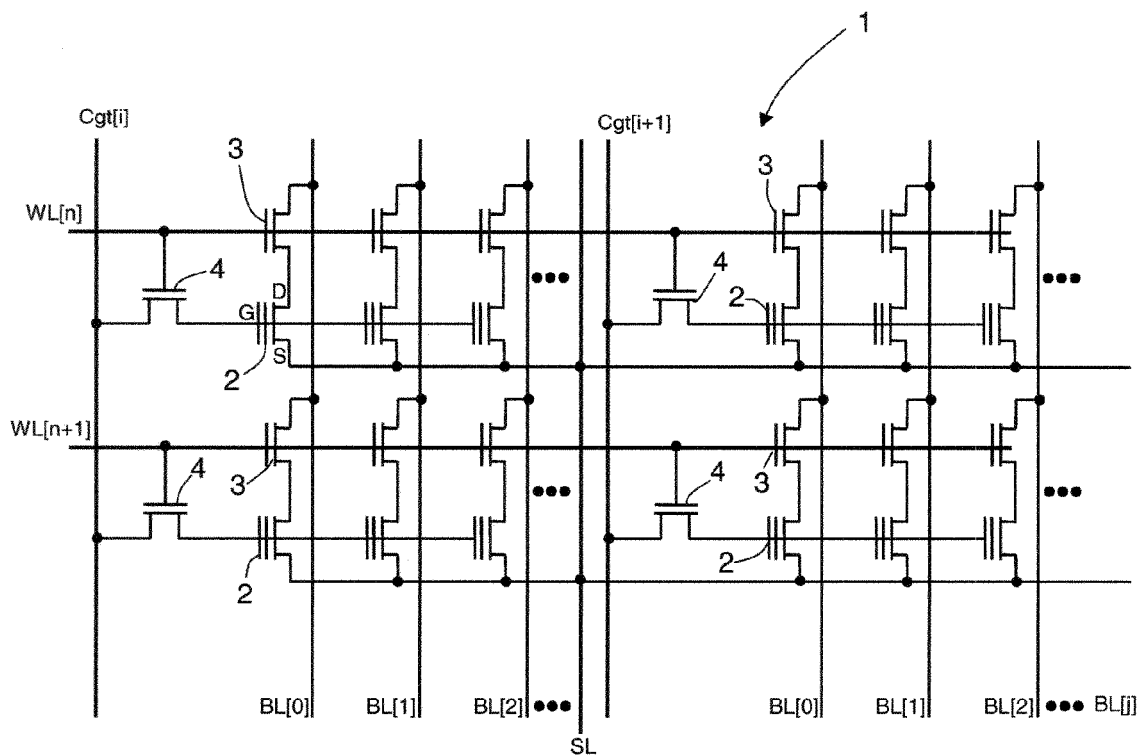 1
Cgt[i]
Cgt[i+1]
3
3
WL[n]
4
4
D
G
2
S
2
WL[n+1]
4
3
4
3
2
2
BL[0]
BL[1]
BL[2]
BL[0]
BL[1]
BL[2]
BL[j]
SL